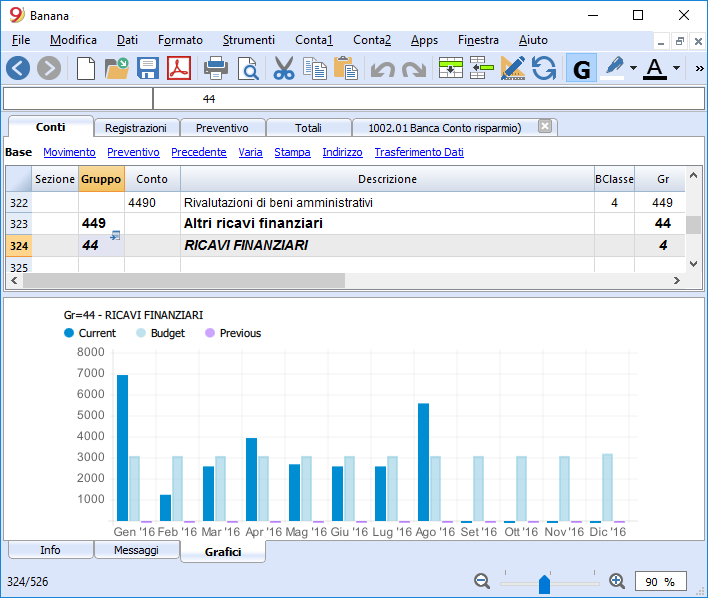 9 Banana
File Modifica Dati Formato Strumenti Conta1 Conta2 Apps Finestra Aiuto
G A »
44
Conti Registrazioni Preventivo Totali 1002.01 Banca Conto risparmio)
Base Movimento Preventivo Precedente Varia Stampa Indirizzo Trasferimento Dati
Sezione Gruppo Conto Descrizione BClasse Gr
322 4490 Rivalutazioni di beni amministrativi 4 449
323 449 Altri ricavi finanziari 44
324 44 RICAVI FINANZIARI 4
325
Gr=44 - RICAVI FINANZIARI
Current Budget Previous
8000
7000
6000
5000
4000
3000
2000
1000
Gen '16 Feb '16 Mar '16 Apr '16 Mag '16 Giu '16 Lug '16 Ago '16 Set '16 Ott '16 Nov '16 Dic '16
Info Messaggi Grafici
324/526 90 %